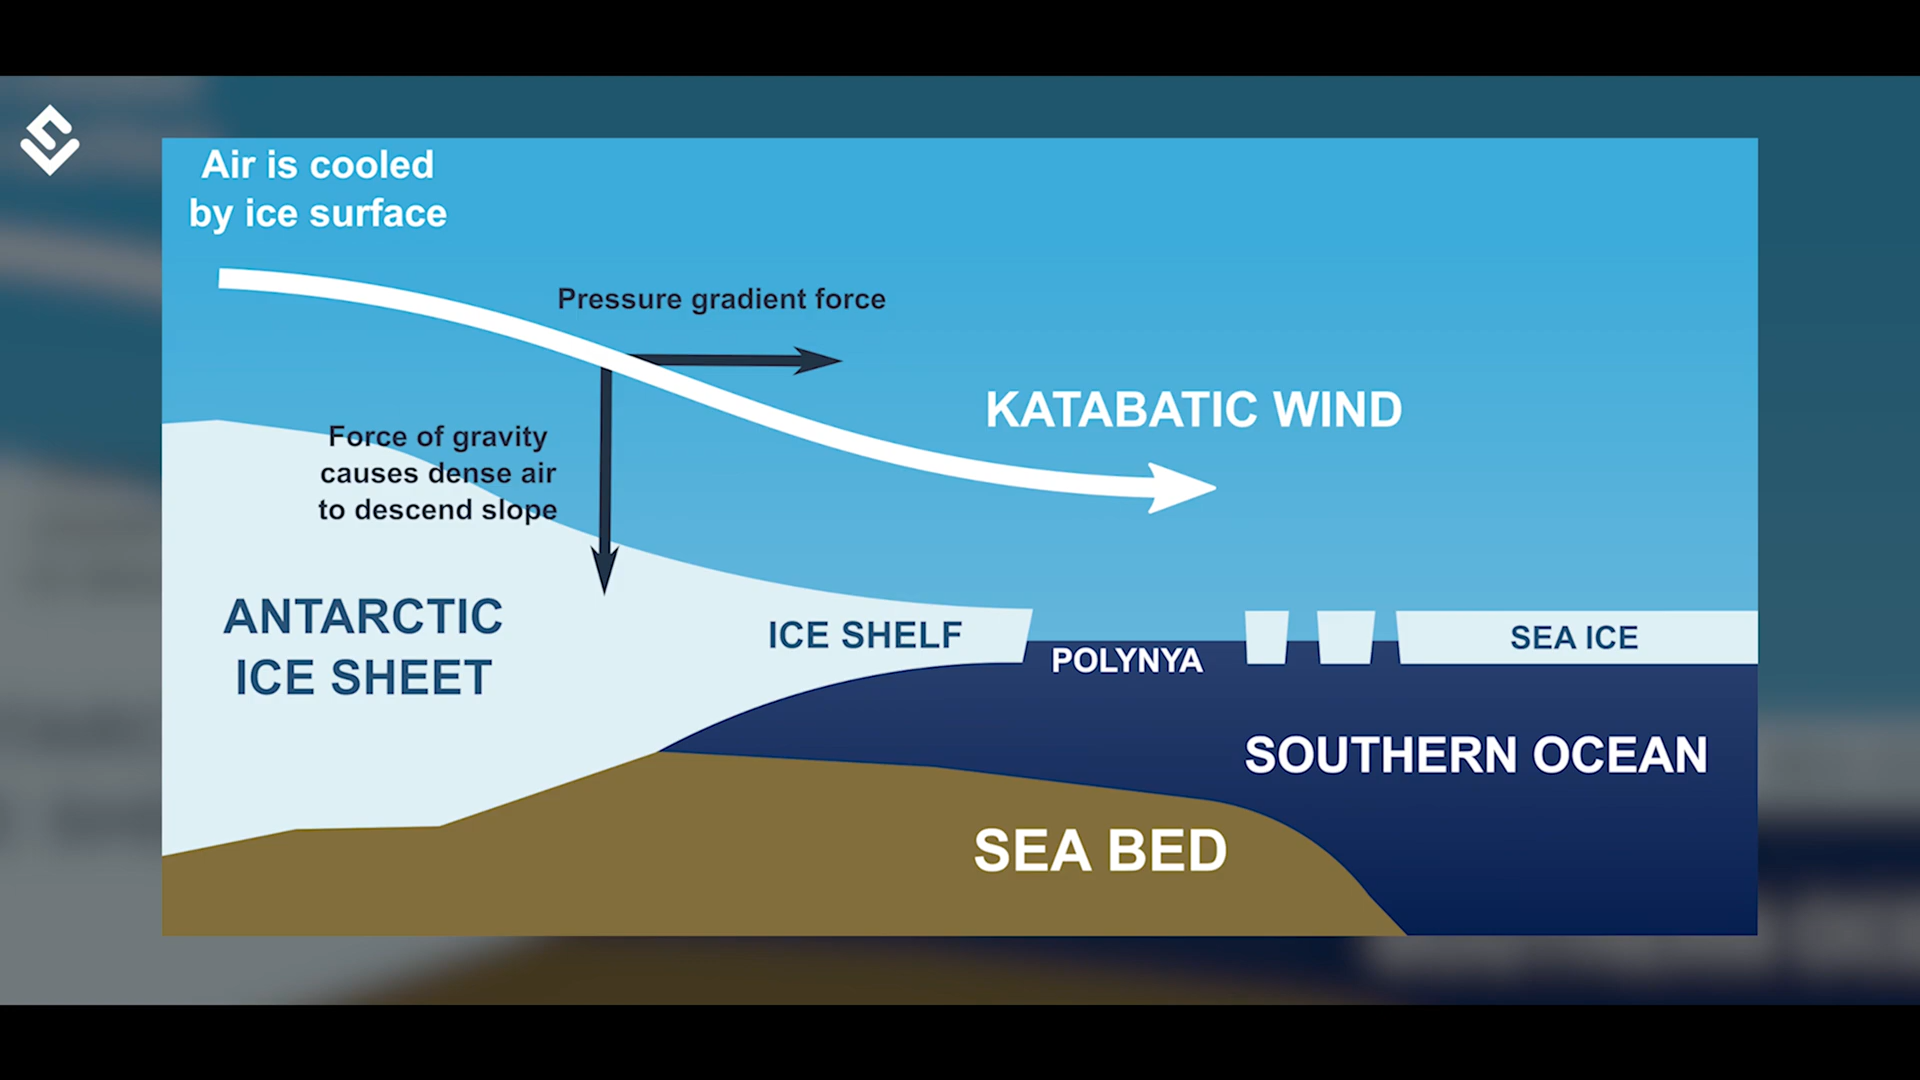 Air is cooled
by ice surface
Pressure gradient force
KATABATIC WIND
Force of gravity
causes dense air
to descend slope
ANTARCTIC
ICE SHEET
ICE SHELF
POLYNYA
SEA ICE
SOUTHERN OCEAN
SEA BED